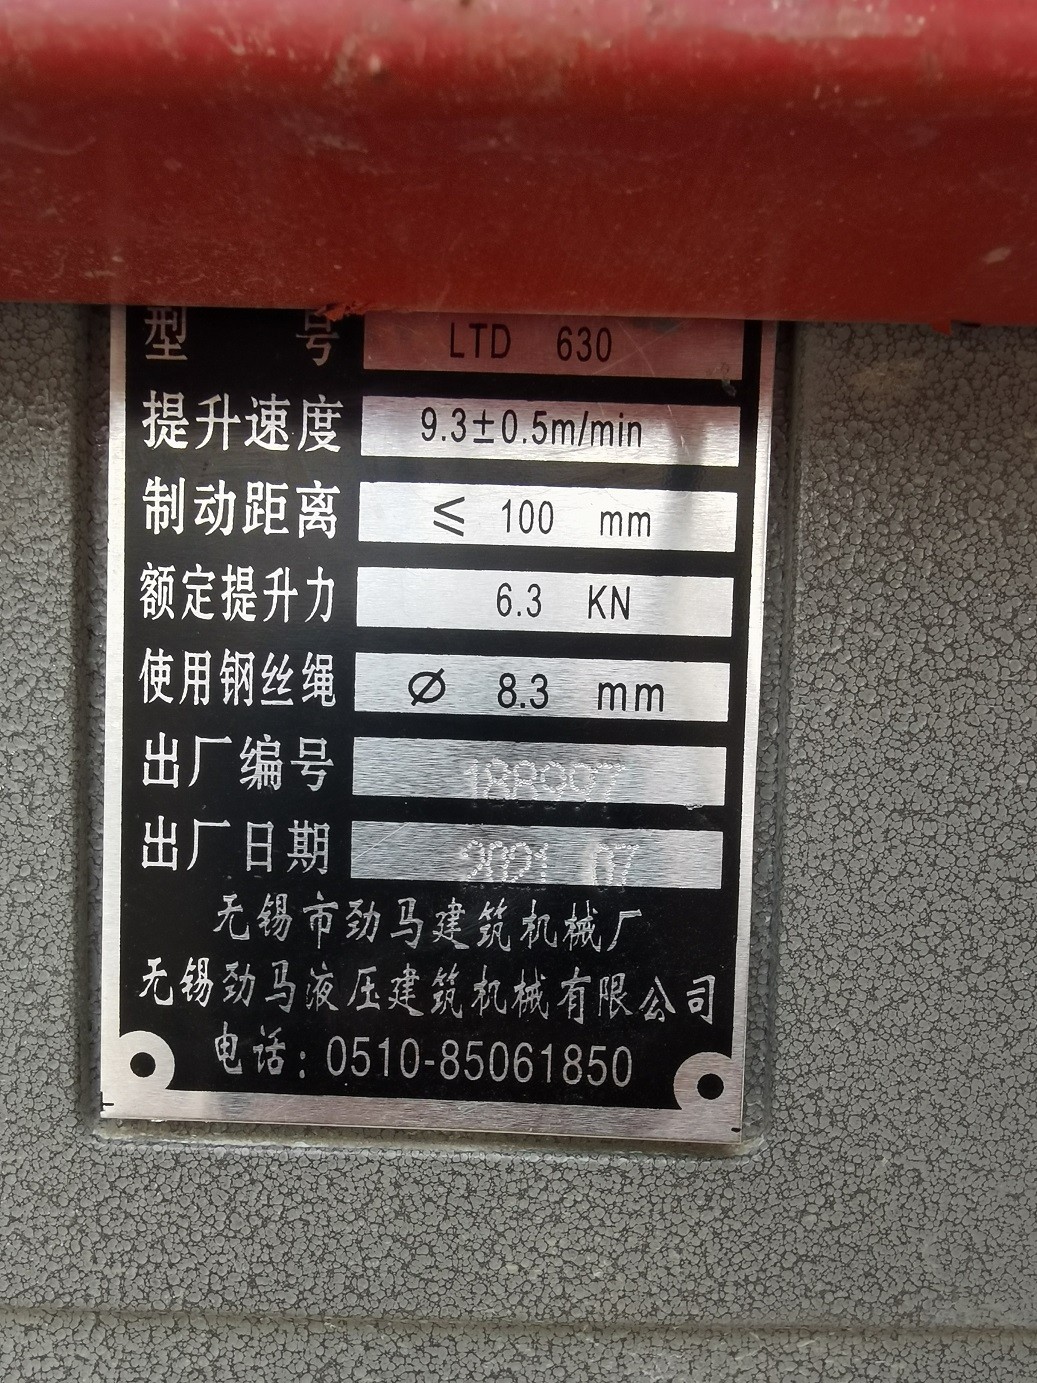 型号 LTD 630
提升速度 9.3±0.5m/min
制动距离 ≤ 100 mm
额定提升力 6.3 KN
使用钢丝绳 Ø 8.3 mm
出厂编号
出厂日期 2021 07
无锡市劲马建筑机械厂
无锡劲马液压建筑机械有限公司
电话:0510-85061850